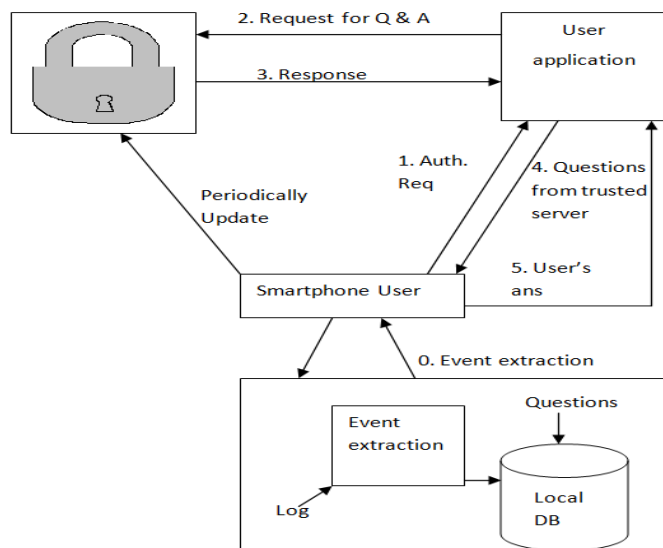 2. Request for Q & A
User
application
3. Response
1. Auth.
Req
4. Questions
from trusted
server
Periodically
Update
5. User's
ans
Smartphone User
0. Event extraction
Questions
Event
extraction
Log
Local
DB